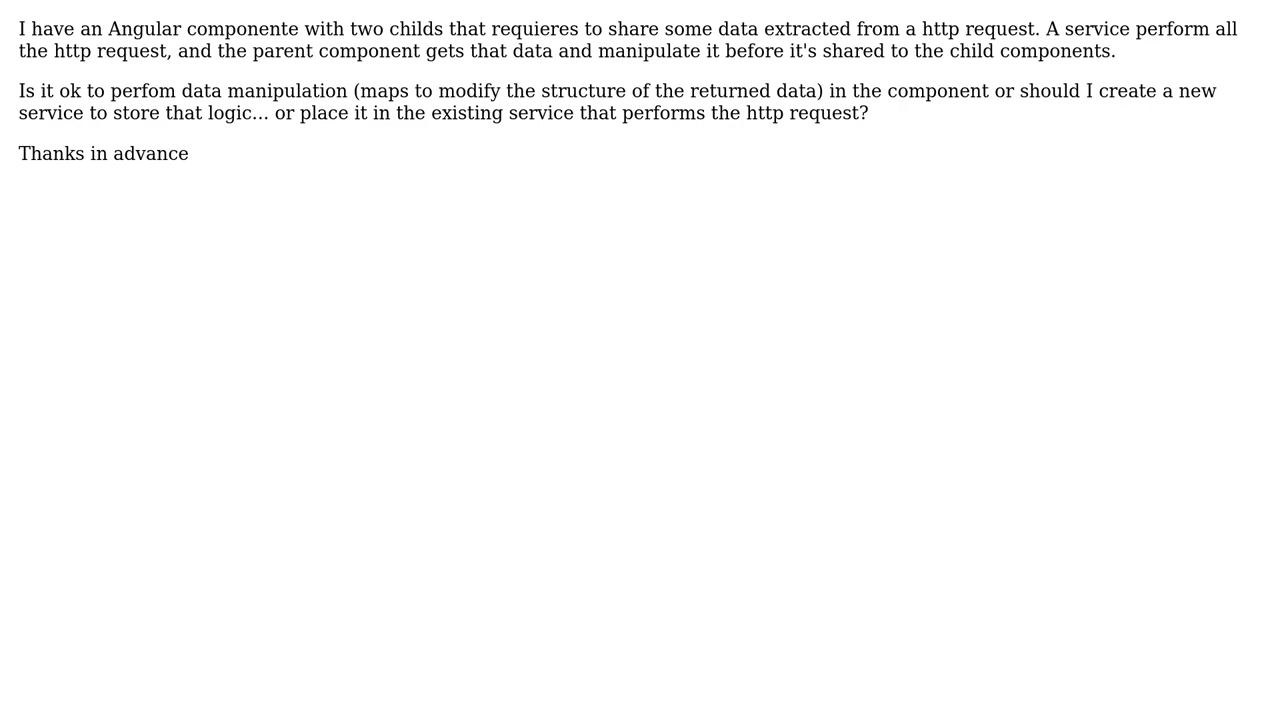 I have an Angular componente with two childs that requieres to share some data extracted from a http request. A service perform all
the http request, and the parent component gets that data and manipulate it before it's shared to the child components.
Is it ok to perfom data manipulation (maps to modify the structure of the returned data) in the component or should I create a new
service to store that logic... or place it in the existing service that performs the http request?
Thanks in advance